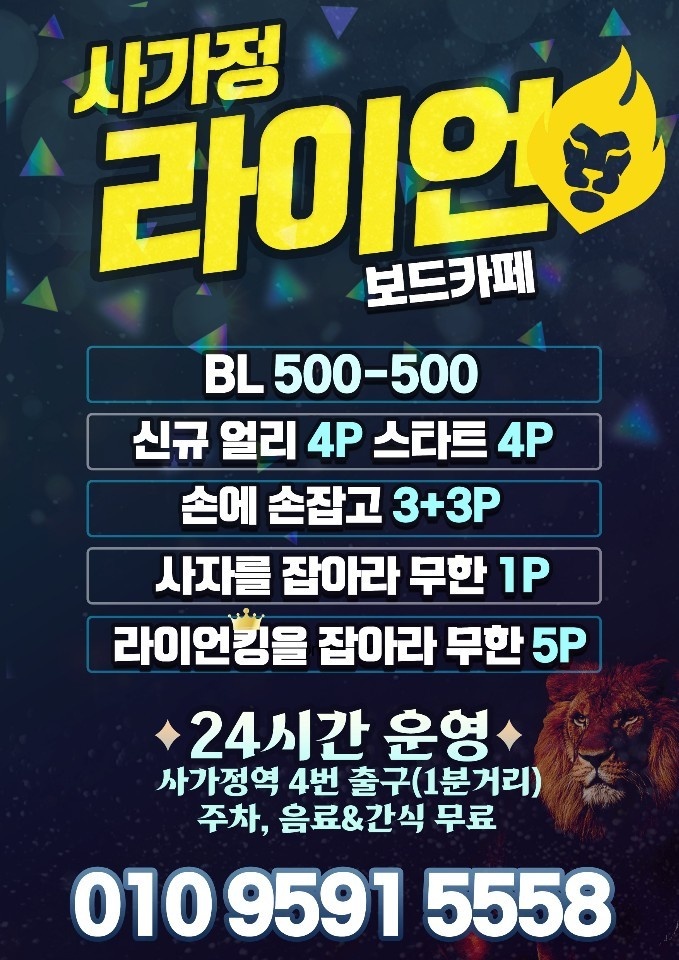 사가정
라이언
보드카페
BL 500-500
신규 얼리 4P 스타트 4P
손에 손잡고 3+3P
사자를 잡아라 무한 1P
라이언킹을 잡아라 무한 5P
24시간 운영
사가정역 4번 출구(1분거리)
주차, 음료&간식 무료
010 9591 5558